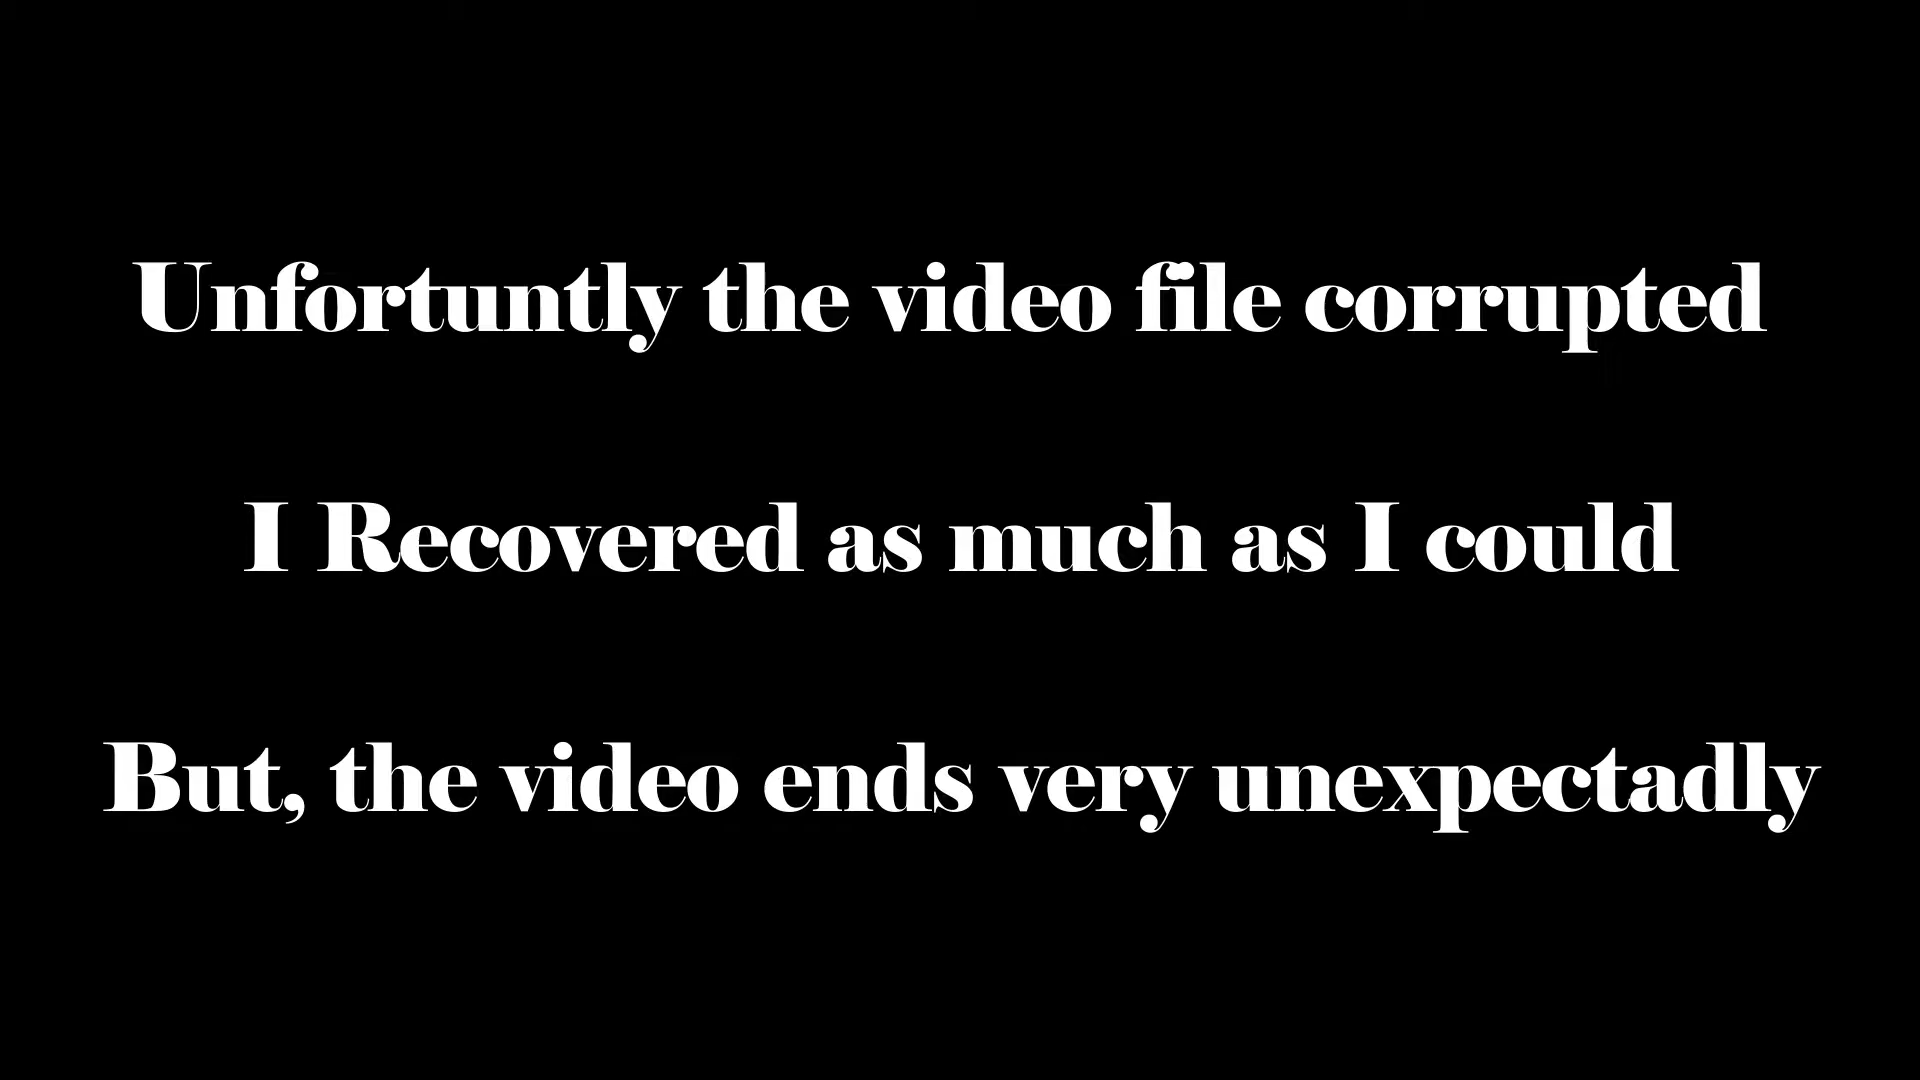 Unfortuntly the video file corrupted
I Recovered as much as I could
But, the video ends very unexpectadly